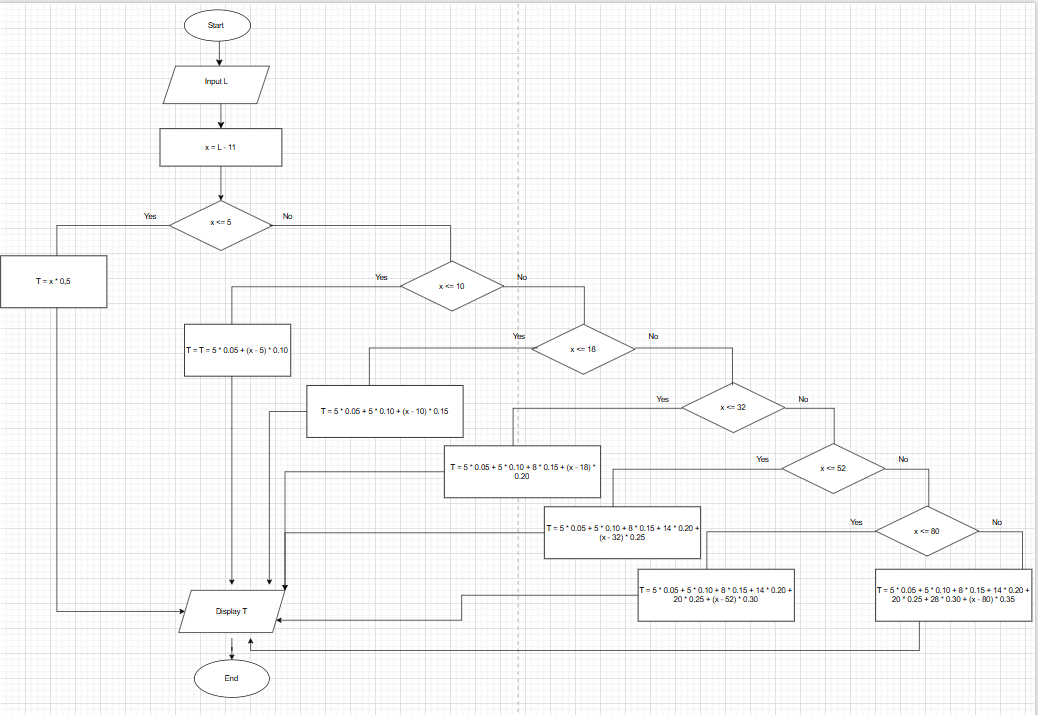 Start
Input L
x = L - 11
Yes
x <= 5
No
T = x * 0,5
Yes
x <= 10
No
T = T = 5 * 0.05 + (x - 5) * 0.10
Yes
x <= 18
No
T = 5 * 0.05 + 5 * 0.10 + (x - 10) * 0.15
Yes
x <= 32
No
T = 5 * 0.05 + 5 * 0.10 + 8 * 0.15 + (x - 18) *
0.20
Yes
x <= 52
No
T = 5 * 0.05 + 5 * 0.10 + 8 * 0.15 + 14 * 0.20 +
(x - 32) * 0.25
Yes
x <= 80
No
T = 5 * 0.05 + 5 * 0.10 + 8 * 0.15 + 14 * 0.20 +
20 * 0.25 + (x - 52) * 0.30
T = 5 * 0.05 + 5 * 0.10 + 8 * 0.15 + 14 * 0.20 +
20 * 0.25 + 28 * 0.30 + (x - 80) * 0.35
Display T
End